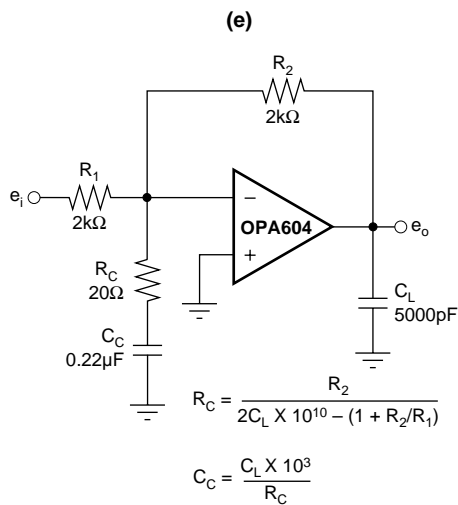 (e)
R2
2kΩ
R1
ei
2kΩ
−
OPA604
+
eo
RC
20Ω
CC
0.22µF
CL
5000pF
RC = R2 / 2CL X 10^10 – (1 + R2/R1)
CC = CL X 10^3 / RC